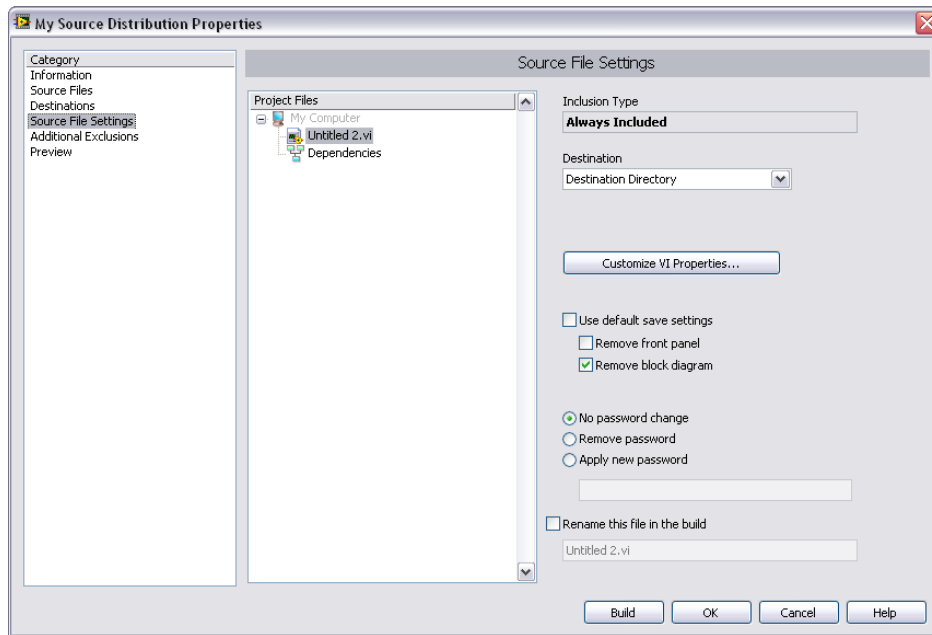 My Source Distribution Properties
Category
Information
Source Files
Destinations
Source File Settings
Additional Exclusions
Preview
Source File Settings
Project Files
My Computer
Untitled 2.vi
Dependencies
Inclusion Type
Always Included
Destination
Destination Directory
Customize VI Properties...
Use default save settings
Remove front panel
Remove block diagram
No password change
Remove password
Apply new password
Rename this file in the build
Untitled 2.vi
Build OK Cancel Help